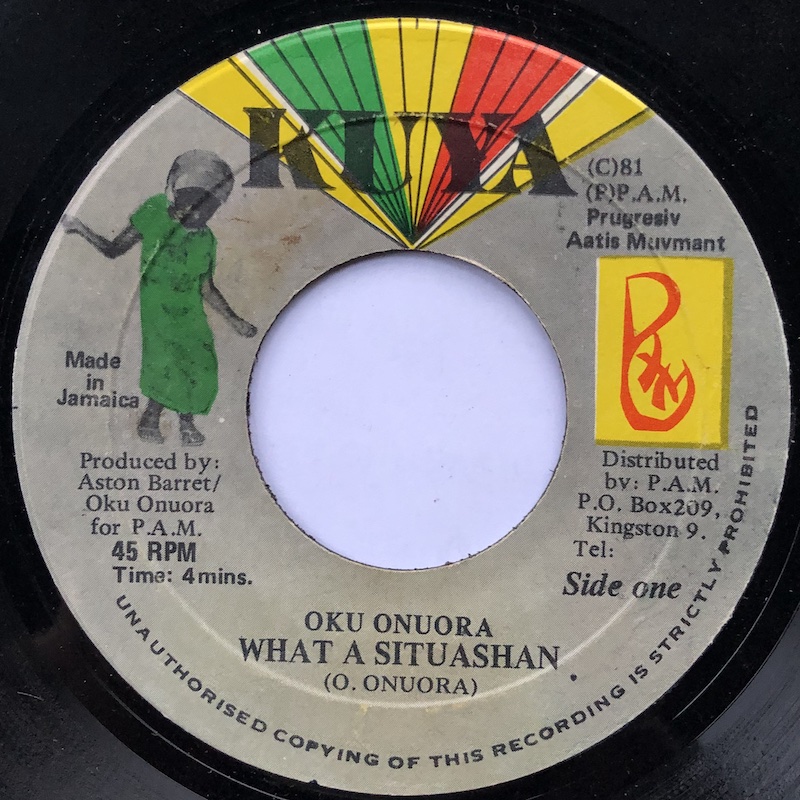 KUYA
(C)81
(P)P.A.M.
Prugresiv
Aatis Muvmant
PAM
Made
in
Jamaica
Produced by:
Aston Barret/
Oku Onuora
for P.A.M.
45 RPM
Time: 4mins.
Distributed
by: P.A.M.
P.O. Box209,
Kingston 9.
Tel:
Side one
OKU ONUORA
WHAT A SITUASHAN
(O. ONUORA)
UNAUTHORISED COPYING OF THIS RECORDING IS STRICTLY PROHIBITED